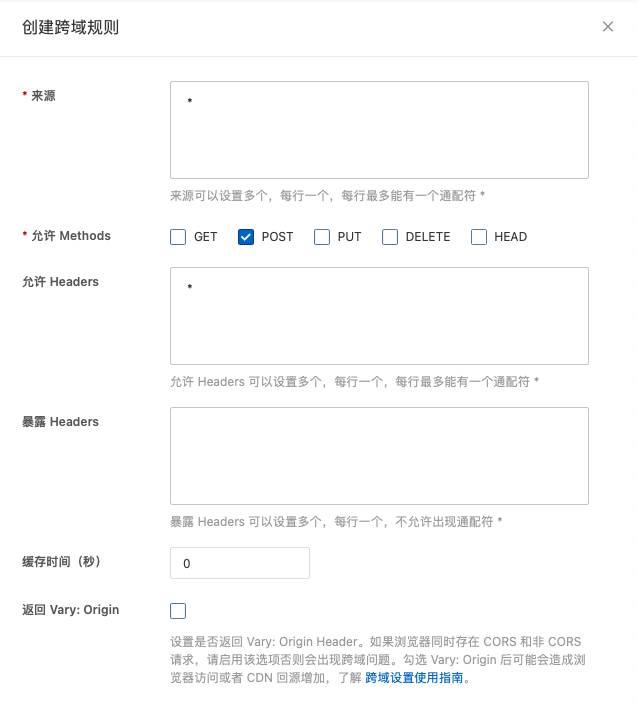 创建跨域规则
* 来源
*
来源可以设置多个，每行一个，每行最多能有一个通配符 *
* 允许 Methods
GET POST PUT DELETE HEAD
允许 Headers
*
允许 Headers 可以设置多个，每行一个，每行最多能有一个通配符 *
暴露 Headers
暴露 Headers 可以设置多个，每行一个，不允许出现通配符 *
缓存时间（秒）
0
返回 Vary: Origin
设置是否返回 Vary: Origin Header。如果浏览器同时存在 CORS 和非 CORS
请求，请启用该选项否则会出现跨域问题。勾选 Vary: Origin 后可能会造成浏
览器访问或者 CDN 回源增加，了解 跨域设置使用指南。